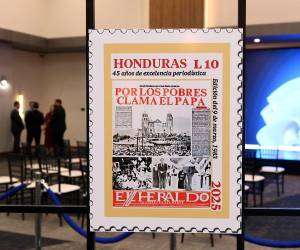 HONDURAS L10
45 años de excelencia periodística
POR LOS POBRES
CLAMA EL PAPA
Edición del 9 de marzo, 1983
EL HERALDO
2025